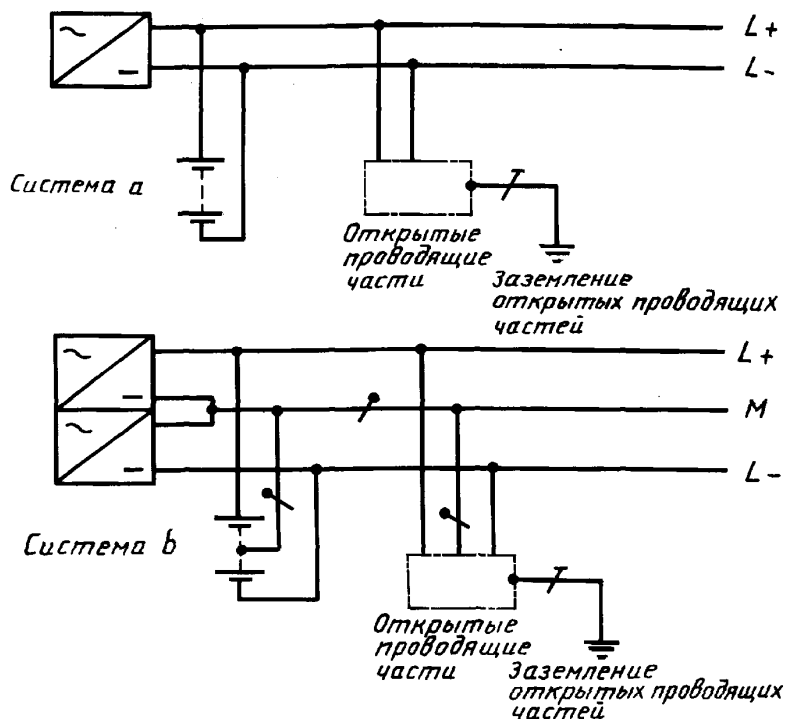 L+
L-
Система a
Открытые
проводящие
части
Заземление
открытых проводящих
частей
L+
M
L-
Система b
Открытые
проводящие
части
Заземление
открытых проводящих
частей